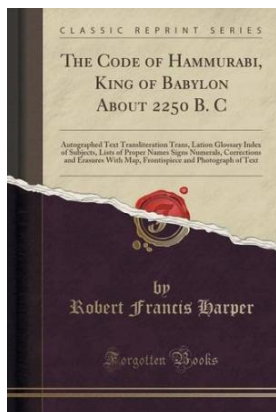 CLASSIC REPRINT SERIES
THE CODE OF HAMMURABI,
KING OF BABYLON
ABOUT 2250 B. C
Autographed Text Transliteration Trans, Lation Glossary Index
of Subjects, Lists of Proper Names Signs Numerals, Corrections
and Erasures With Map, Frontispiece and Photograph of Text
by
Robert Francis Harper
Forgotten Books